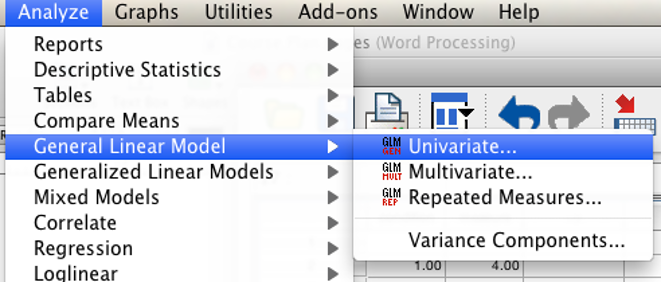 Analyze Graphs Utilities Add-ons Window Help
es (Word Processing)
Reports
Descriptive Statistics
Tables
Compare Means
General Linear Model
GLM GEN Univariate...
Generalized Linear Models
GLM MULT Multivariate...
Mixed Models
GLM REP Repeated Measures...
Correlate
Variance Components...
Regression
Loglinear
1.00 4.00